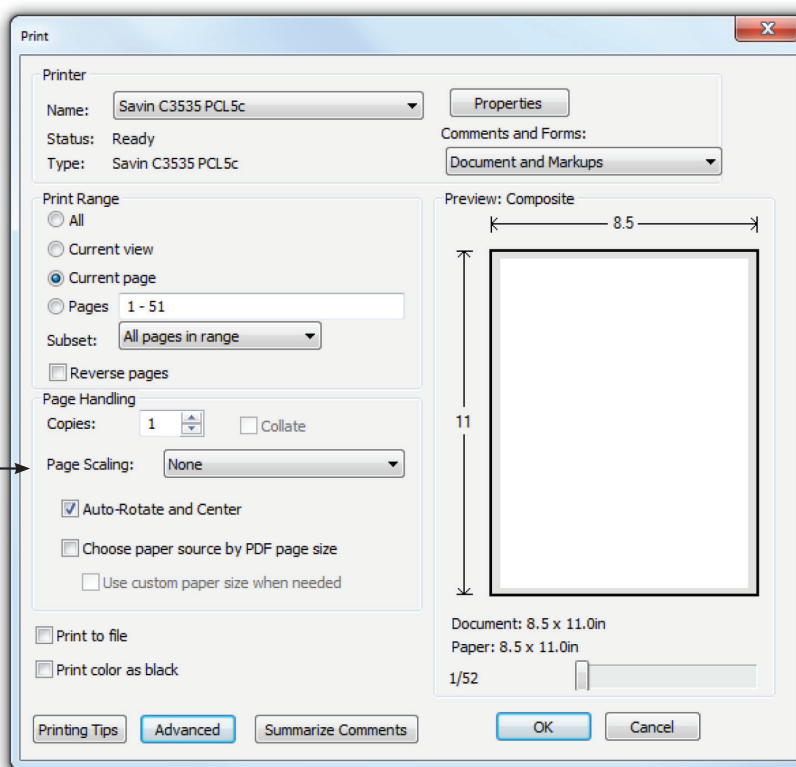 Print
Printer
Name: Savin C3535 PCL5c
Properties
Status: Ready
Comments and Forms:
Type: Savin C3535 PCL5c
Document and Markups
Print Range
All
Current view
Current page
Pages 1 - 51
Subset: All pages in range
Reverse pages
Page Handling
Copies: 1 Collate
Page Scaling: None
Auto-Rotate and Center
Choose paper source by PDF page size
Use custom paper size when needed
Print to file
Print color as black
Preview: Composite
8.5
11
Document: 8.5 x 11.0in
Paper: 8.5 x 11.0in
1/52
Printing Tips Advanced Summarize Comments OK Cancel